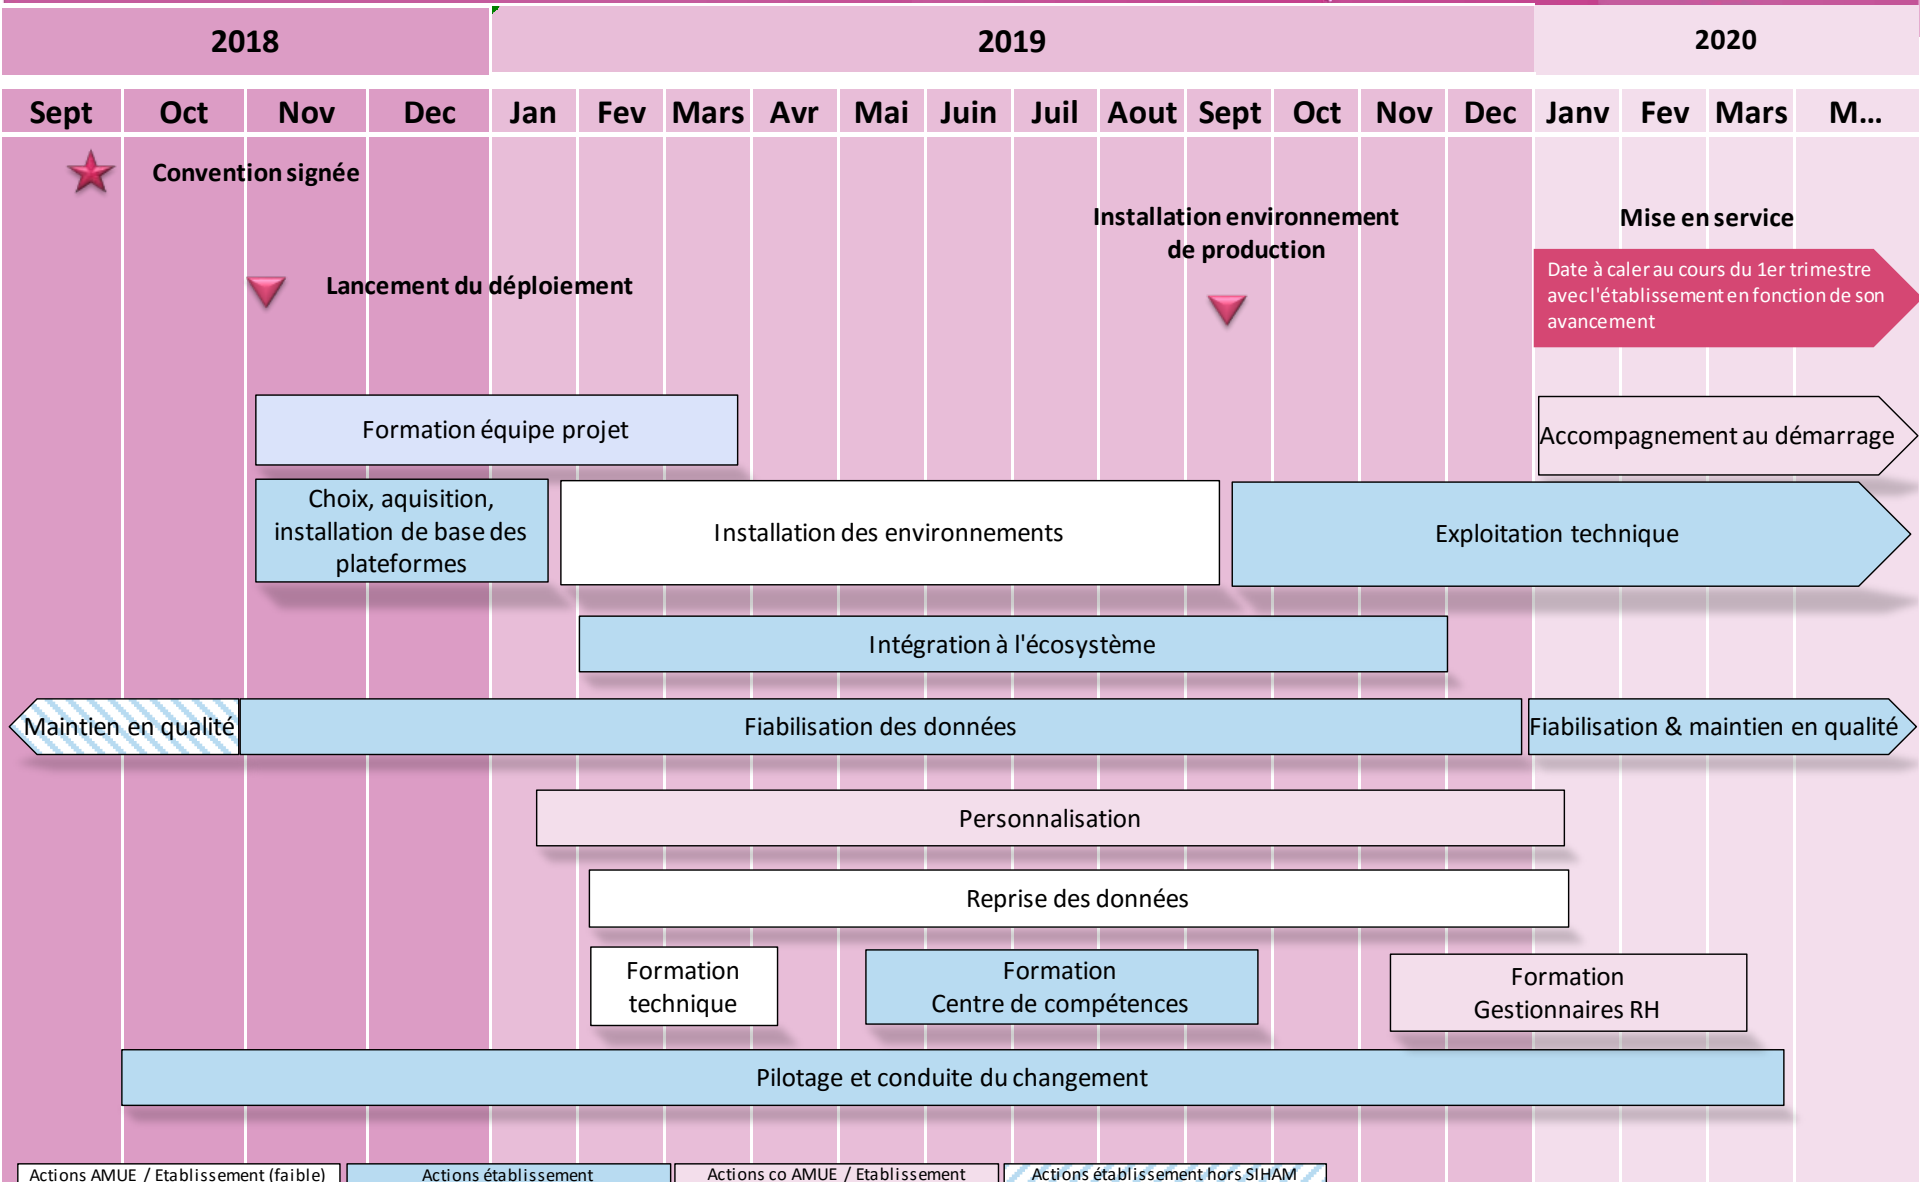 2018
2019
2020
Sept
Oct
Nov
Dec
Jan
Fev
Mars
Avr
Mai
Juin
Juil
Aout
Sept
Oct
Nov
Dec
Janv
Fev
Mars
M...
Convention signée
Installation environnement
de production
Mise en service
Lancement du déploiement
Date à caler au cours du 1er trimestre
avec l'établissement en fonction de son
avancement
Formation équipe projet
Accompagnement au démarrage
Choix, aquisition,
installation de base des
plateformes
Installation des environnements
Exploitation technique
Intégration à l'écosystème
Maintien en qualité
Fiabilisation des données
Fiabilisation & maintien en qualité
Personnalisation
Reprise des données
Formation
technique
Formation
Centre de compétences
Formation
Gestionnaires RH
Pilotage et conduite du changement
Actions AMUE / Etablissement (faible)
Actions établissement
Actions co AMUE / Etablissement
Actions établissement hors SIHAM